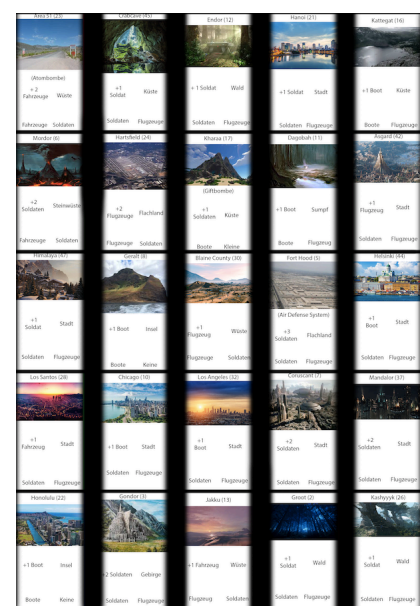 Area 51 (23)
(Atombombe)
+ 2
Fahrzeuge Wüste
Fahrzeuge Soldaten
+1
Soldat Küste
Soldaten Flugzeuge
Endor (12)
+ 1 Soldat Wald
Soldaten Flugzeuge
Hanoi (21)
+1 Soldat Stadt
Soldaten Flugzeuge
Kattegat (16)
+1 Boot Küste
Boote Flugzeuge
Mordor (6)
+2
Soldaten Steinwüste
Fahrzeuge Soldaten
Hartsfield (24)
+2
Flugzeuge Flachland
Flugzeuge Soldaten
Kharaa (17)
(Giftbombe)
+1
Soldaten Küste
Boote Kleine
Dagobah (11)
+1 Boot Sumpf
Boote Flugzeug
Asgard (42)
+1
Flugzeug Stadt
Soldaten Flugzeuge
Himalaya (47)
+1
Soldat Stadt
Soldaten Flugzeuge
Geralt (8)
+1 Boot Insel
Boote Keine
Blaine County (30)
+1
Flugzeug Wüste
Flugzeuge Soldaten
Fort Hood (5)
(Air Defense System)
+3
Soldaten Flachland
Soldaten Flugzeuge
Helsinki (44)
+1
Boot Stadt
Soldaten Flugzeuge
Los Santos (28)
+1
Fahrzeug Stadt
Soldaten Flugzeuge
Chicago (10)
+1 Boot Stadt
Soldaten Flugzeuge
Los Angeles (32)
+1
Boot Stadt
Soldaten Flugzeuge
Coruscant (7)
+2
Soldaten Stadt
Soldaten Flugzeuge
Mandalor (37)
+2
Soldaten Stadt
Soldaten Flugzeuge
Honolulu (22)
+1 Boot Insel
Boote Keine
Gondor (3)
+2 Soldaten Gebirge
Soldaten Flugzeuge
Jakku (13)
+1 Fahrzeug Wüste
Flugzeug Soldaten
Groot (2)
+1
Soldat Wald
Soldaten Flugzeuge
Kashyyyk (26)
+1
Soldat Wald
Soldaten Flugzeuge